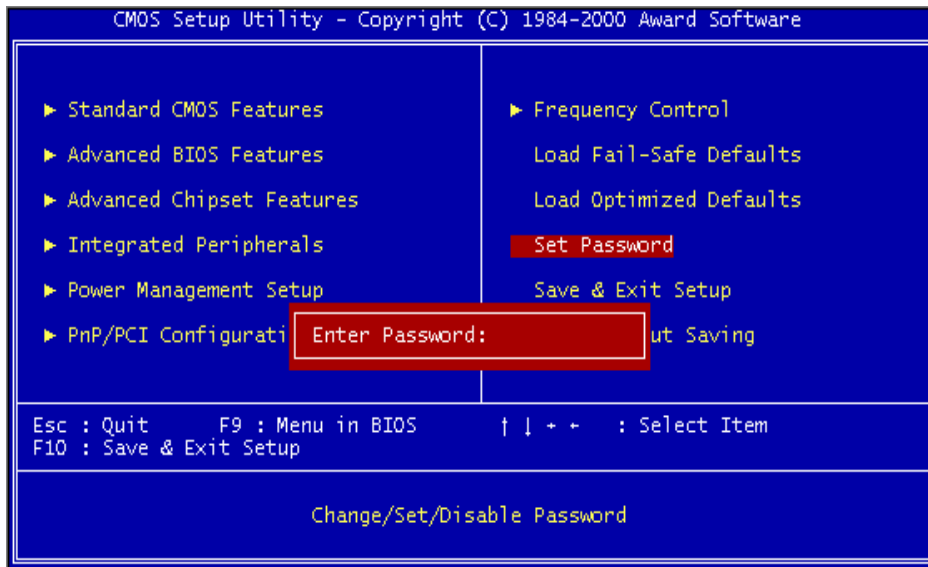 CMOS Setup Utility - Copyright (C) 1984-2000 Award Software
▶ Standard CMOS Features
▶ Advanced BIOS Features
▶ Advanced Chipset Features
▶ Integrated Peripherals
▶ Power Management Setup
▶ PnP/PCI Configurati
▶ Frequency Control
Load Fail-Safe Defaults
Load Optimized Defaults
Set Password
Save & Exit Setup
ut Saving
Enter Password:
Esc : Quit F9 : Menu in BIOS ↑ ↓ → ← : Select Item
F10 : Save & Exit Setup
Change/Set/Disable Password